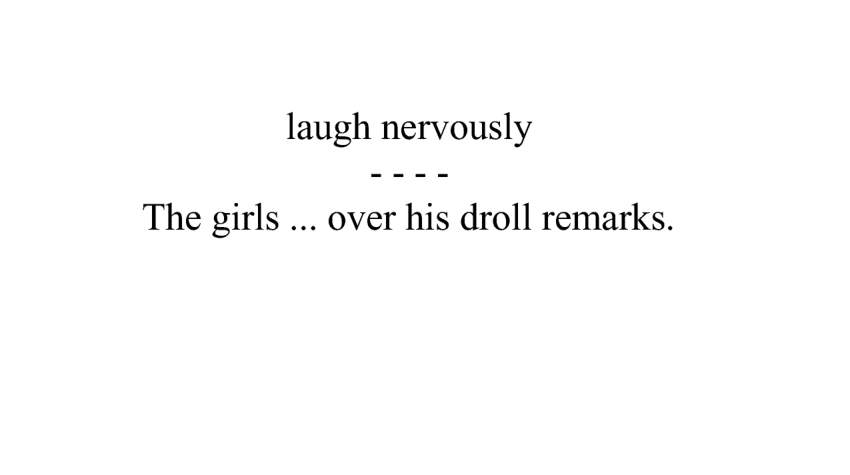 laugh nervously
- - - -
The girls ... over his droll remarks.